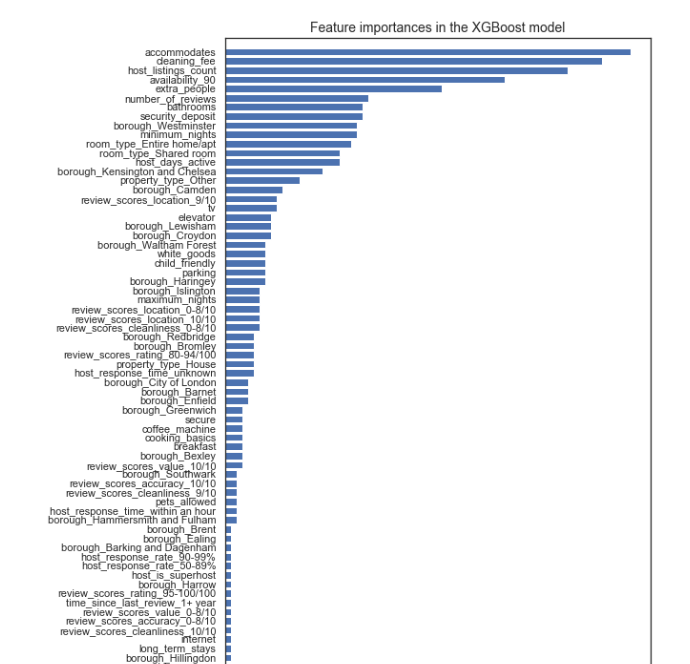 Feature importances in the XGBoost model
accommodates
cleaning_fee
host_listings_count
availability_90
extra_people
number_of_reviews
bathrooms
security_deposit
borough_Westminster
minimum_nights
room_type_Entire home/apt
room_type_Shared room
host_days_active
borough_Kensington and Chelsea
property_type_Other
borough_Camden
review_scores_location_9/10
tv
elevator
borough_Lewisham
borough_Croydon
borough_Waltham Forest
white_goods
child_friendly
parking
borough_Haringey
borough_Islington
maximum_nights
review_scores_location_0-8/10
review_scores_location_10/10
review_scores_cleanliness_0-8/10
borough_Redbridge
borough_Bromley
review_scores_rating_80-94/100
property_type_House
host_response_time_unknown
borough_City of London
borough_Barnet
borough_Enfield
borough_Greenwich
secure
coffee_machine
cooking_basics
breakfast
borough_Bexley
review_scores_value_10/10
borough_Southwark
review_scores_accuracy_10/10
review_scores_cleanliness_9/10
pets_allowed
host_response_time_within an hour
borough_Hammersmith and Fulham
borough_Brent
borough_Ealing
borough_Barking and Dagenham
host_response_rate_90-99%
host_response_rate_50-89%
host_is_superhost
borough_Harrow
review_scores_rating_95-100/100
time_since_last_review_1+ year
review_scores_value_0-8/10
review_scores_accuracy_0-8/10
review_scores_cleanliness_10/10
internet
long_term_stays
borough_Hillingdon